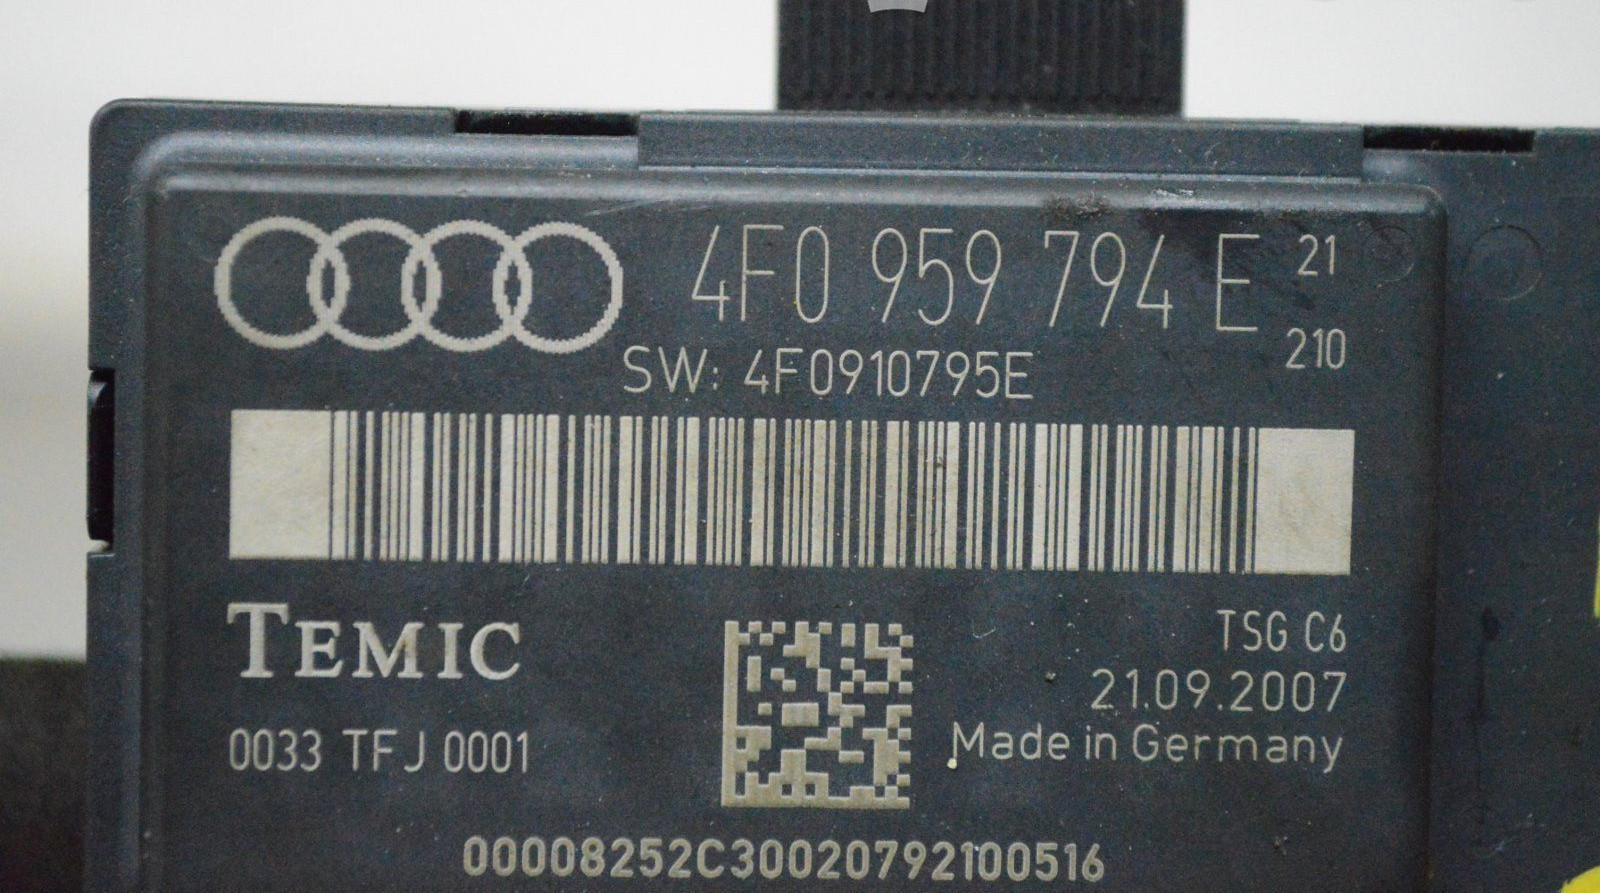 4F0 959 794 E 21
210
SW: 4F0910795E
TEMIC
TSG C6
21.09.2007
0033 TFJ 0001
Made in Germany
00008252C30020792100516